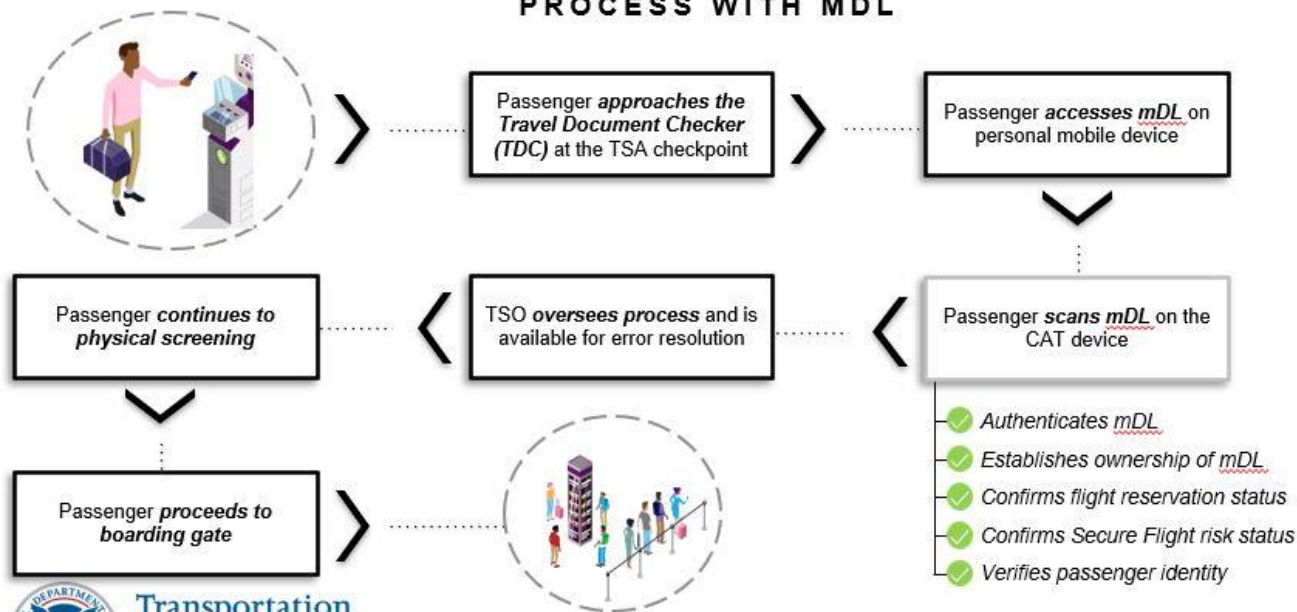 PROCESS WITH MDL
Passenger approaches the
Travel Document Checker
(TDC) at the TSA checkpoint
Passenger accesses mDL on
personal mobile device
Passenger scans mDL on the
CAT device
Authenticates mDL
Establishes ownership of mDL
Confirms flight reservation status
Confirms Secure Flight risk status
Verifies passenger identity
TSO oversees process and is
available for error resolution
Passenger continues to
physical screening
Passenger proceeds to
boarding gate
DEPARTMENT
Transportation